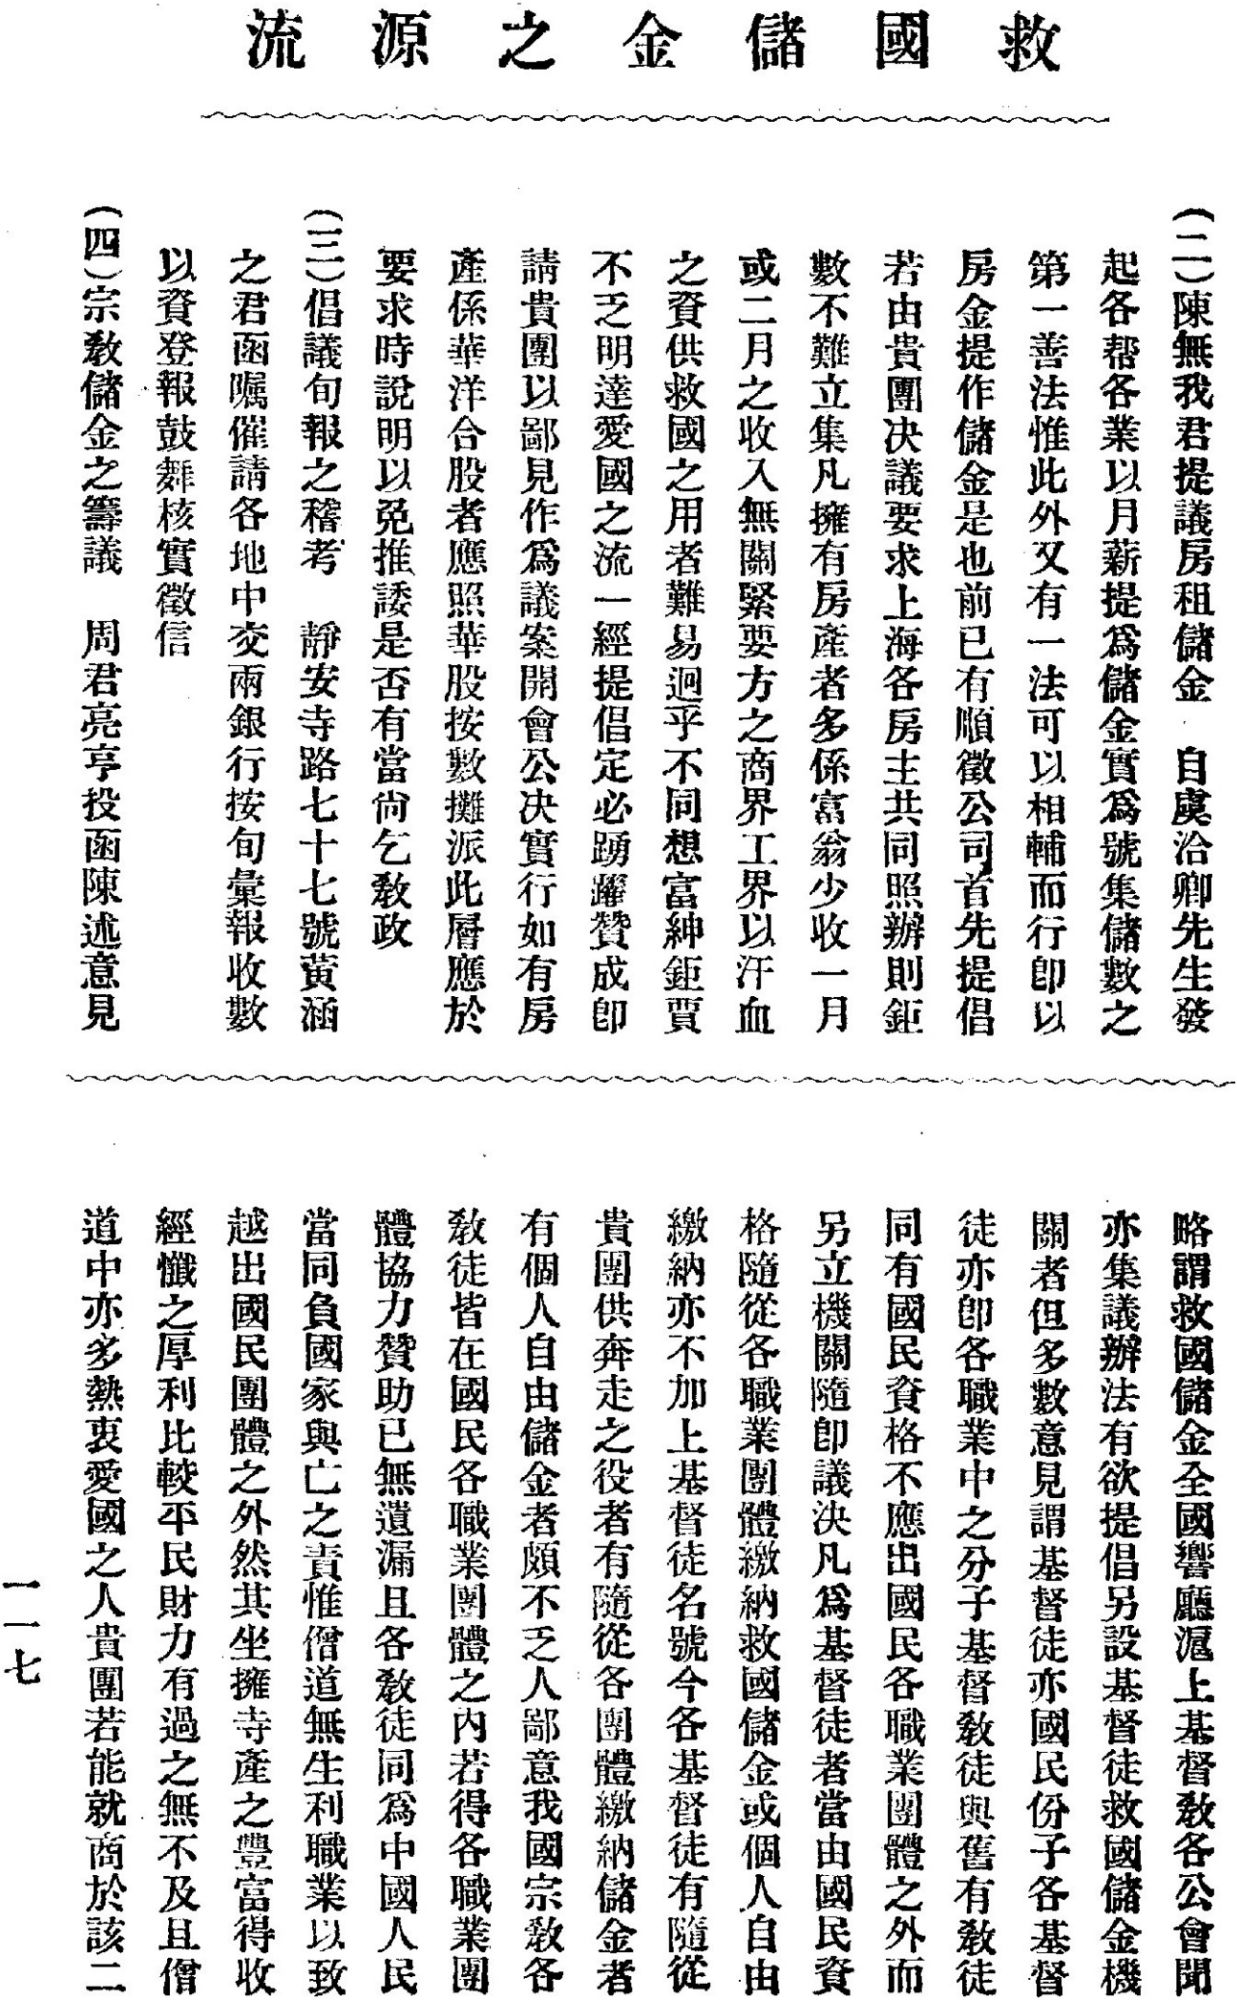 救國儲金之源流
(二)陳無我君提議房租儲金　自虞洽卿先生發
起各帮各業以月薪提爲儲金實爲號集儲數之
第一善法惟此外又有一法可以相輔而行卽以
房金提作儲金是也前已有順徵公司首先提倡
若由貴團决議要求上海各房主共同照辦則鉅
數不難立集凡擁有房產者多係富翁少收一月
或二月之收入無關緊要方之商界工界以汗血
之資供救國之用者難易迥乎不同想富紳鉅賈
不乏明達愛國之流一經提倡定必踴躍贊成卽
請貴團以鄙見作爲議案開會公决實行如有房
產係華洋合股者應照華股按數攤派此層應於
要求時說明以免推諉是否有當尙乞敎政
(三)倡議旬報之稽考　靜安寺路七十七號黃涵
之君函嘱催請各地中交兩銀行按旬彙報收數
以資登報鼓舞核實徵信
(四)宗敎儲金之籌議　周君亮亨投函陳述意見
略謂救國儲金全國響應滬上基督敎各公會聞
亦集議辦法有欲提倡另設基督徒救國儲金機
關者但多數意見謂基督徒亦國民份子各基督
徒亦卽各職業中之分子基督敎徒與舊有敎徒
同有國民資格不應出國民各職業團體之外而
另立機關隨卽議決凡爲基督徒者當由國民資
格隨從各職業團體繳納救國儲金或個人自由
繳納亦不加上基督徒名號今各基督徒有隨從
貴團供奔走之役者有隨從各團體繳納儲金者
有個人自由儲金者頗不乏人鄙意我國宗敎各
敎徒皆在國民各職業團體之內若得各職業團
體協力贊助已無遺漏且各敎徒同爲中國人民
當同負國家興亡之責惟僧道無生利職業以致
越出國民團體之外然其坐擁寺產之豐富得收
經懺之厚利比較平民財力有過之無不及且僧
道中亦多熱衷愛國之人貴團若能就商於該二
一一七